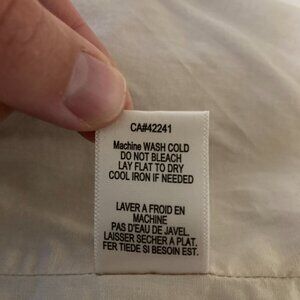 CA#42241
Machine WASH COLD
DO NOT BLEACH
LAY FLAT TO DRY
COOL IRON IF NEEDED
LAVER A FROID EN
MACHINE
PAS D'EAU DE JAVEL.
LAISSER SECHER A PLAT.
FER TIEDE SI BESOIN EST.